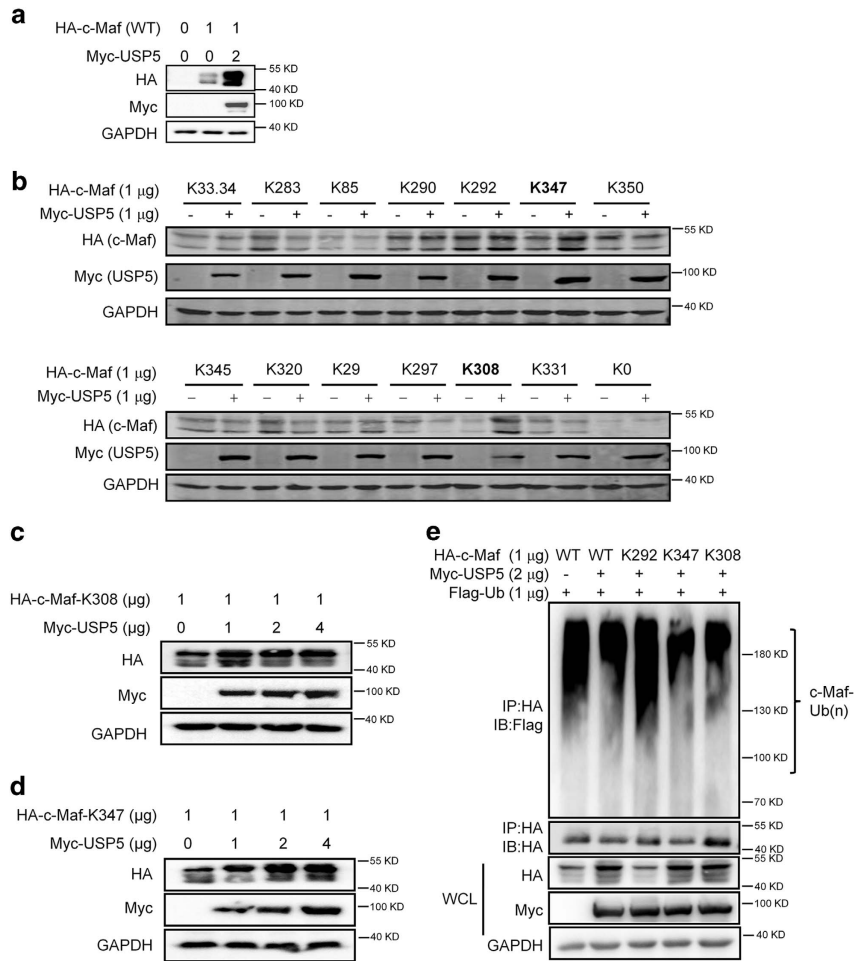 a
HA-c-Maf (WT) 0 1 1
Myc-USP5 0 0 2
HA 55 KD
40 KD
Myc 100 KD
GAPDH 40 KD
b
HA-c-Maf (1 μg) K33.34 K283 K85 K290 K292 K347 K350
Myc-USP5 (1 μg) - + - + - + - + - + - + - +
HA (c-Maf) 55 KD
Myc (USP5) 100 KD
GAPDH 40 KD
HA-c-Maf (1 μg) K345 K320 K29 K297 K308 K331 K0
Myc-USP5 (1 μg) - + - + - + - + - + - + - +
HA (c-Maf) 55 KD
Myc (USP5) 100 KD
GAPDH 40 KD
c
HA-c-Maf-K308 (μg) 1 1 1 1
Myc-USP5 (μg) 0 1 2 4
HA 55 KD
40 KD
Myc 100 KD
GAPDH 40 KD
d
HA-c-Maf-K347 (μg) 1 1 1 1
Myc-USP5 (μg) 0 1 2 4
HA 55 KD
40 KD
Myc 100 KD
GAPDH 40 KD
e
HA-c-Maf (1 μg) WT WT K292 K347 K308
Myc-USP5 (2 μg) - + + + +
Flag-Ub (1 μg) + + + + +
IP:HA
IB:Flag
180 KD
130 KD
100 KD
70 KD
c-Maf-
Ub(n)
IP:HA
IB:HA
55 KD
40 KD
WCL
HA 55 KD
40 KD
Myc 100 KD
GAPDH 40 KD